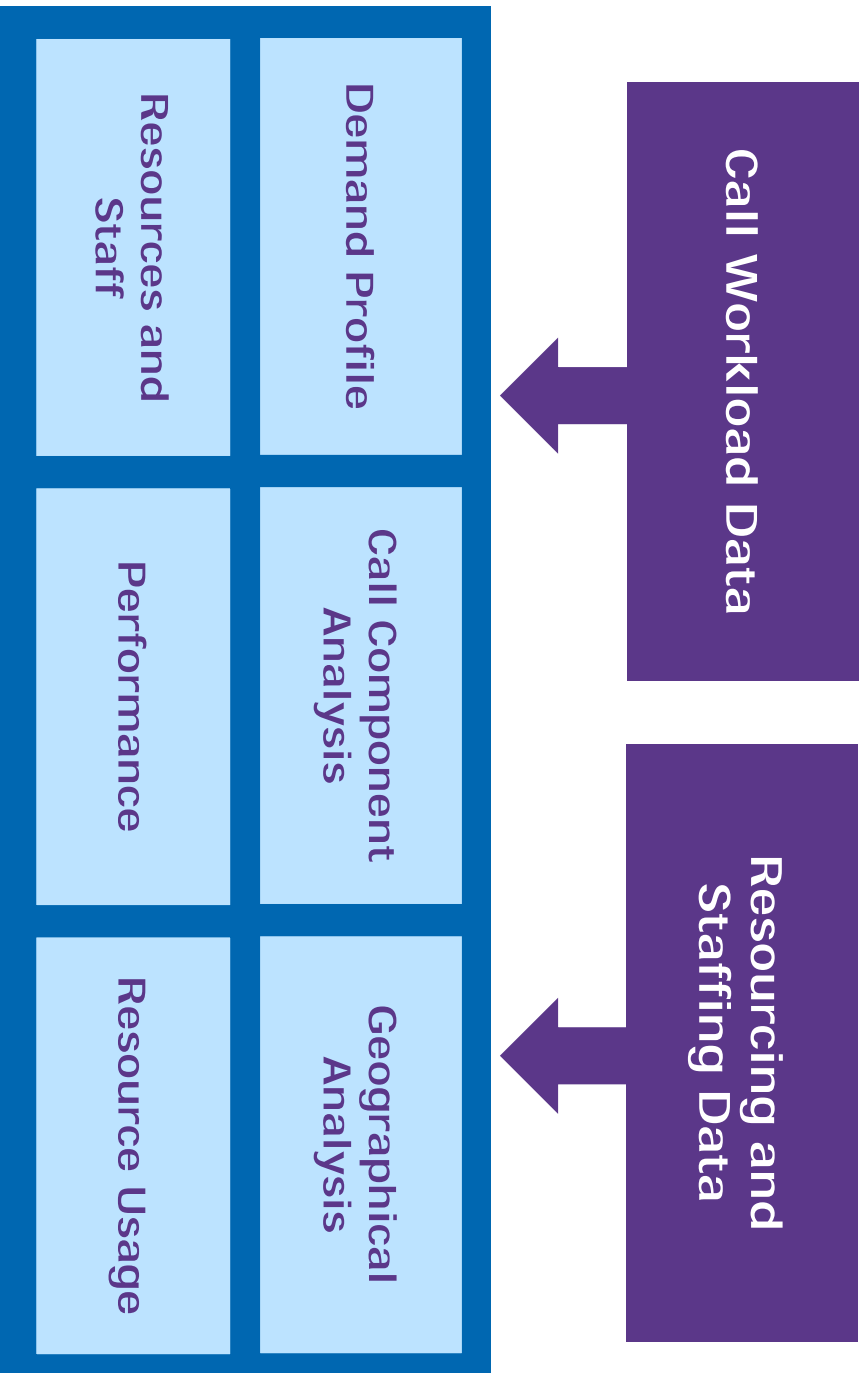 Call Workload Data
Resourcing and
Staffing Data
Demand Profile
Call Component
Analysis
Geographical
Analysis
Resources and
Staff
Performance
Resource Usage